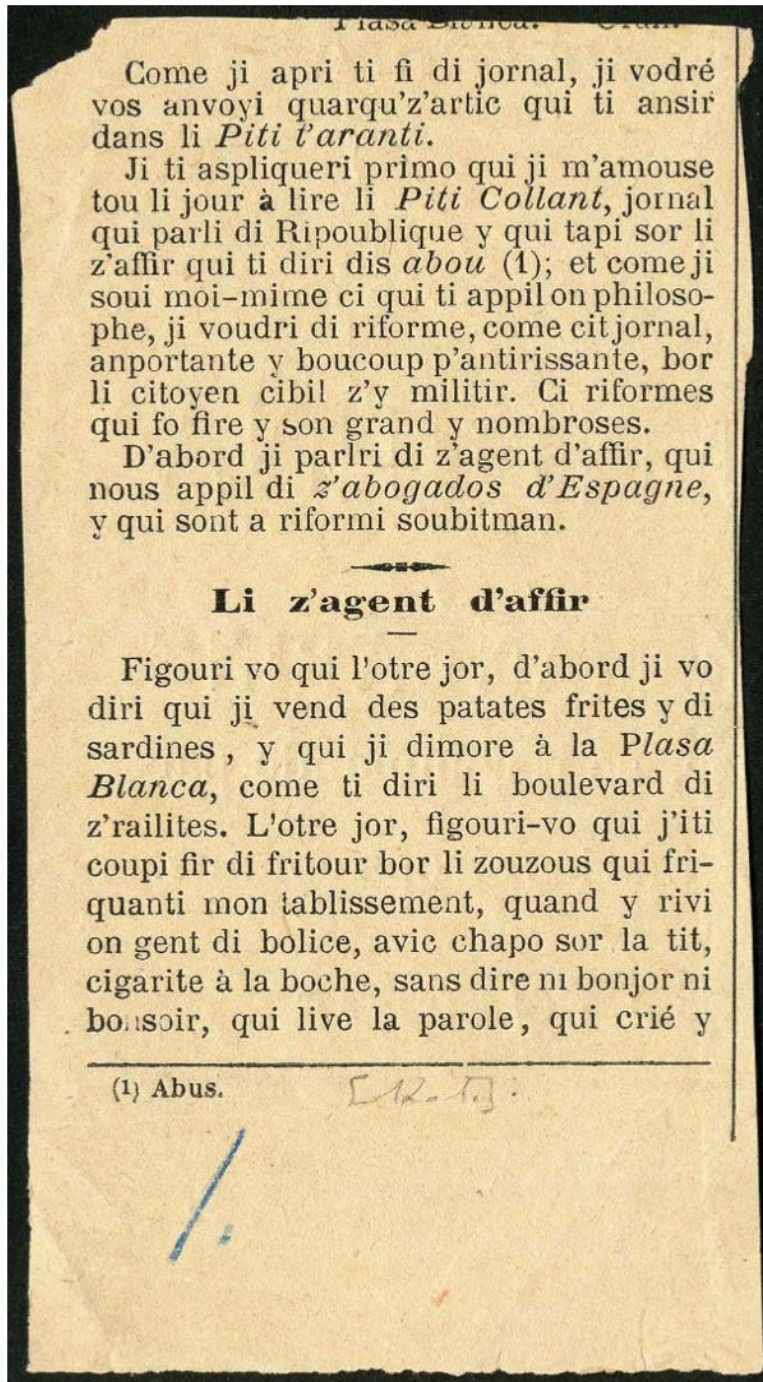 Plasa Blanca. Oran.
Come ji apri ti fi di jornal, ji vodré
vos anvoyi quarqu'z'artic qui ti ansir
dans li Piti t'aranti.
Ji ti aspliqueri primo qui ji m'amouse
tou li jour à lire li Piti Collant, jornal
qui parli di Ripoublique y qui tapi sor li
z'affir qui ti diri dis abou (1); et come ji
soui moi-mime ci qui ti appil on philoso-
phe, ji voudri di riforme, come cit jornal,
anportante y boucoup p'antirissante, bor
li citoyen cibil z'y militir. Ci riformes
qui fo fire y son grand y nombroses.
D'abord ji parlri di z'agent d'affir, qui
nous appil di z'abogados d'Espagne,
y qui sont a riformi soubitman.
Li z'agent d'affir
Figouri vo qui l'otre jor, d'abord ji vo
diri qui ji vend des patates frites y di
sardines, y qui ji dimore à la Plasa
Blanca, come ti diri li boulevard di
z'railites. L'otre jor, figouri-vo qui j'iti
coupi fir di fritour bor li zouzous qui fri-
quanti mon tablissement, quand y rivi
on gent di bolice, avic chapo sor la tit,
cigarite à la boche, sans dire ni bonjor ni
bonsoir, qui live la parole, qui crié y
(1) Abus.